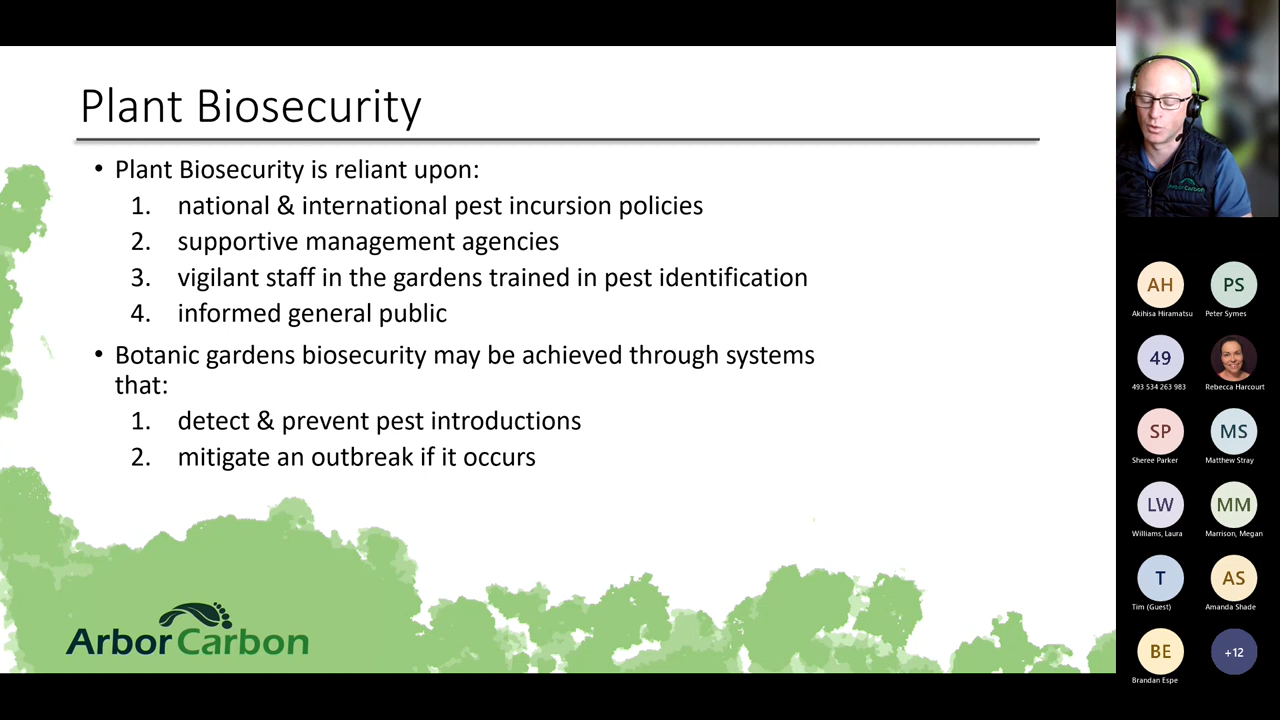 Plant Biosecurity
• Plant Biosecurity is reliant upon:
1. national & international pest incursion policies
2. supportive management agencies
3. vigilant staff in the gardens trained in pest identification
4. informed general public
• Botanic gardens biosecurity may be achieved through systems
that:
1. detect & prevent pest introductions
2. mitigate an outbreak if it occurs
ArborCarbon
ArborCarbon
AH
PS
Akihisa Hiramatsu
Peter Symes
49
493 534 263 983
Rebecca Harcourt
SP
MS
Sheree Parker
Matthew Stray
LW
MM
Williams, Laura
Marrison, Megan
T
AS
Tim (Guest)
Amanda Shade
BE
+12
Brandan Espe